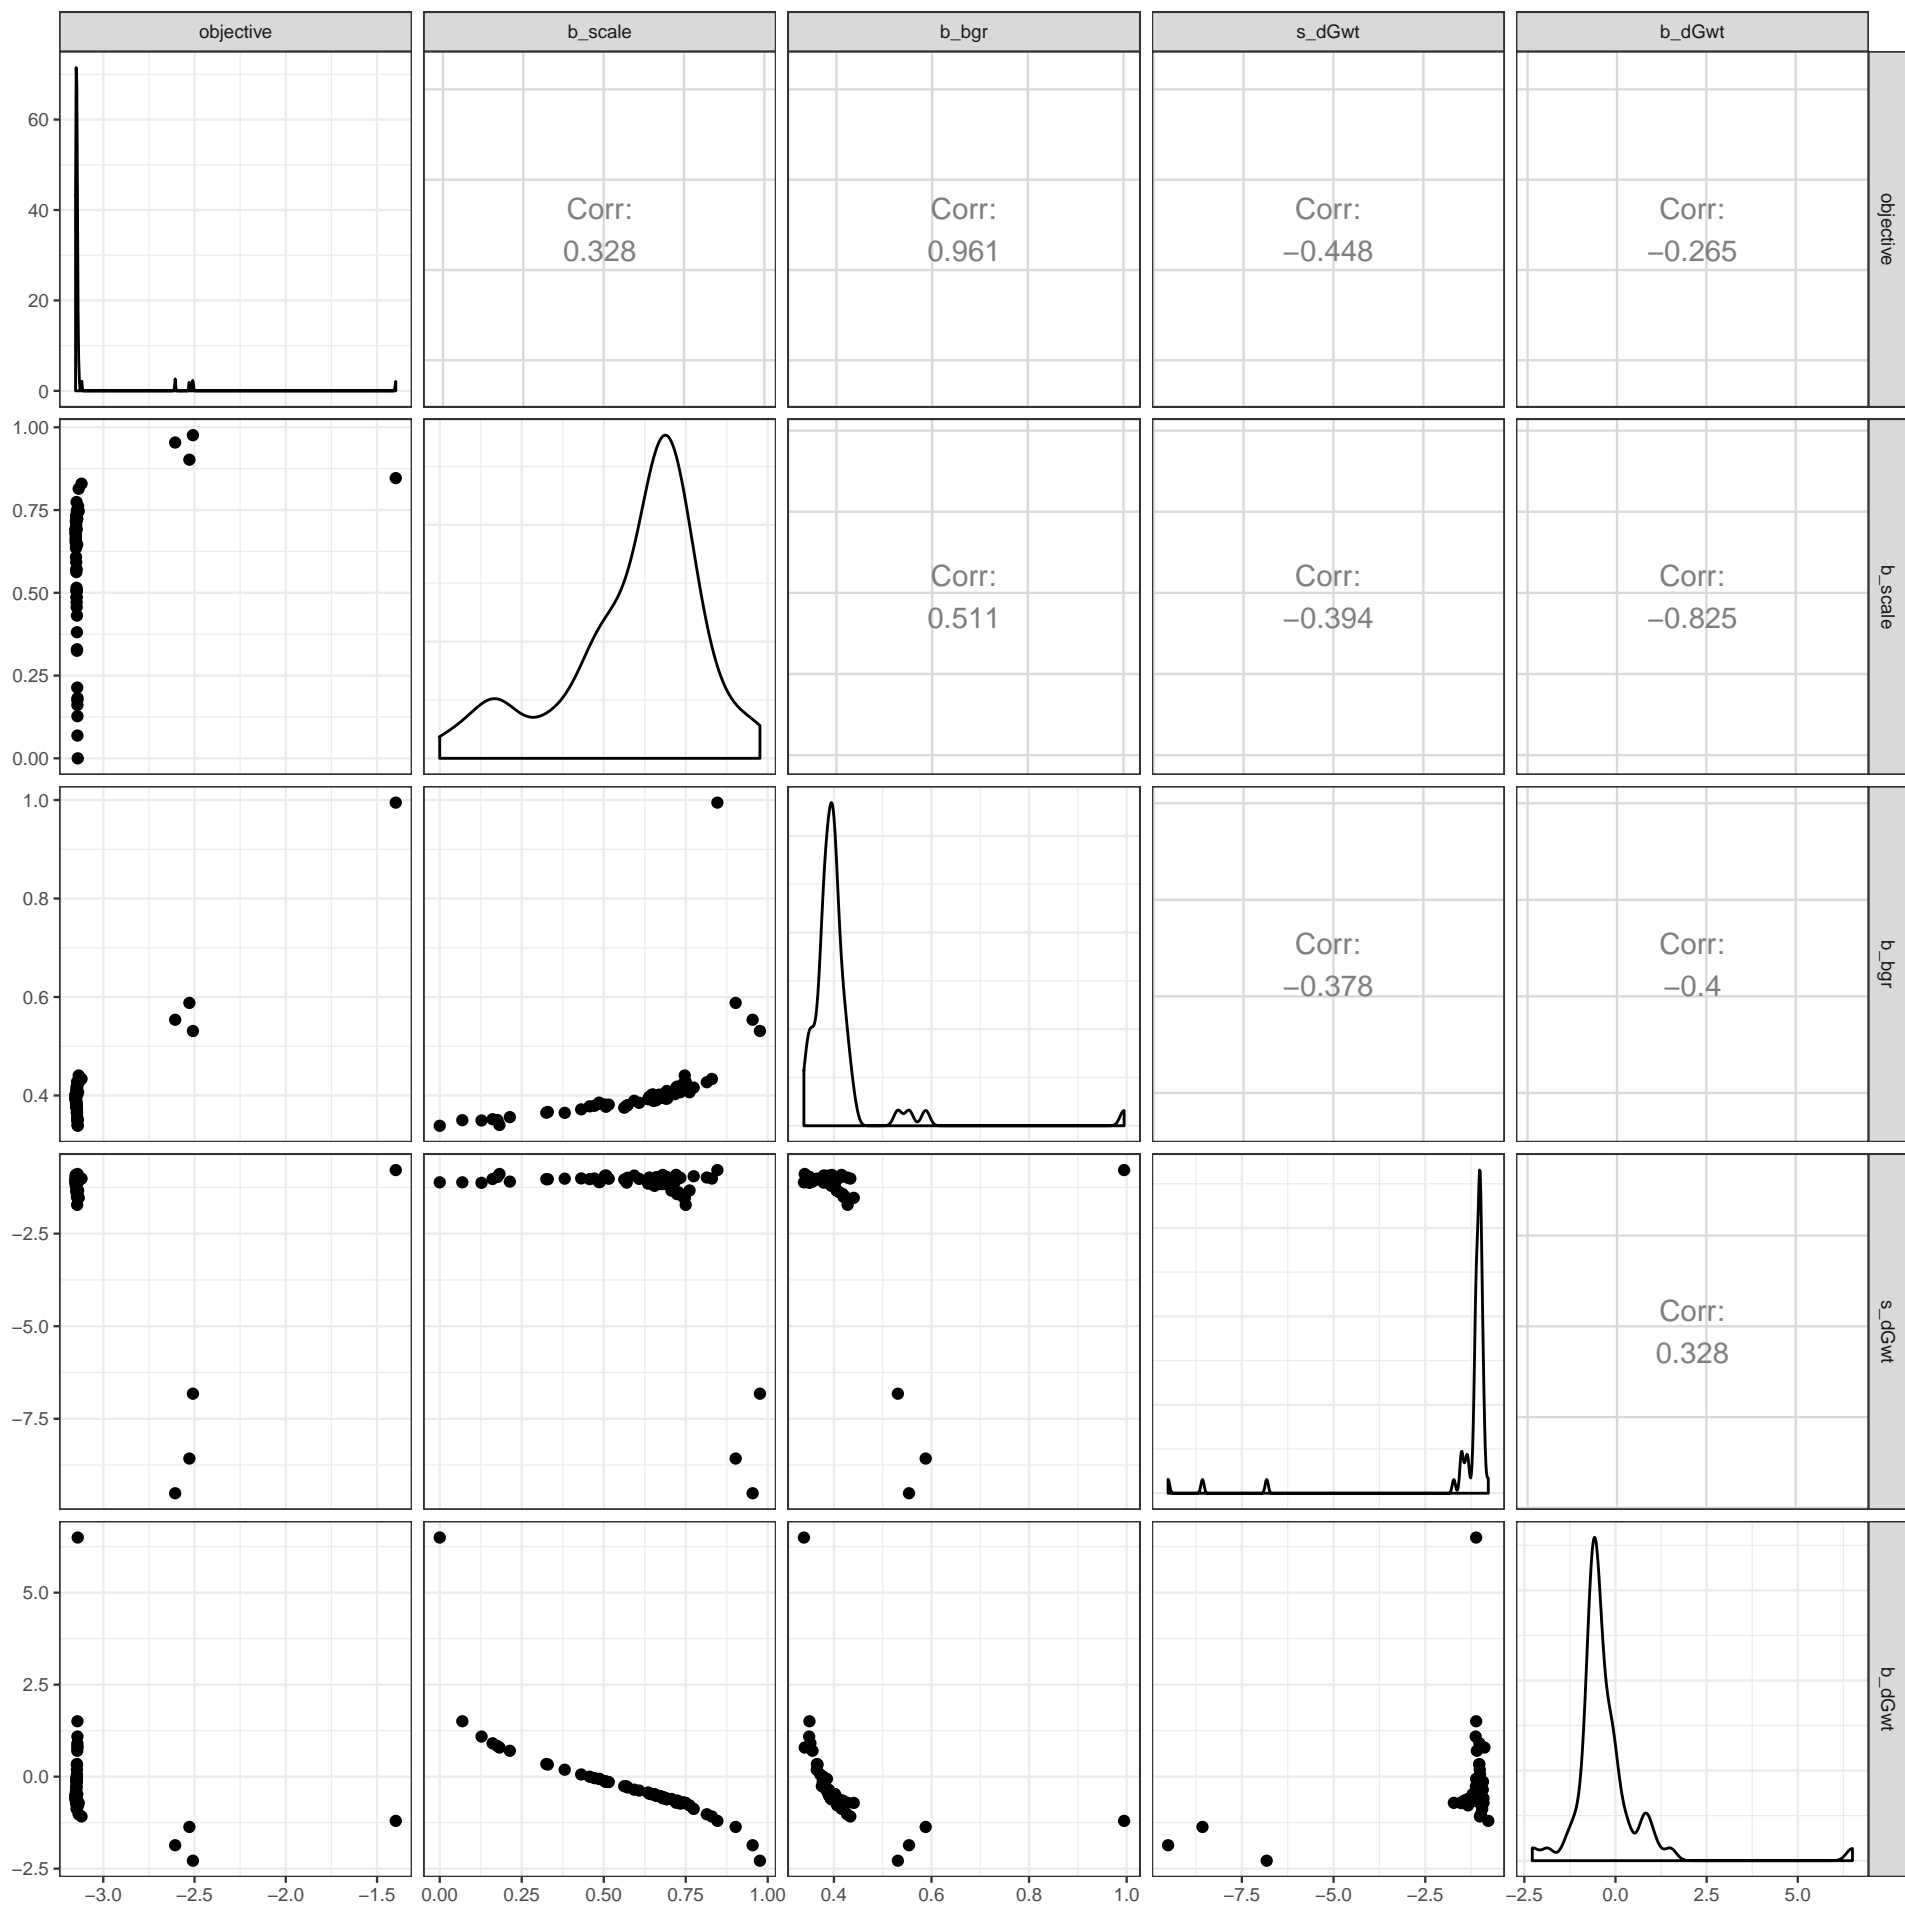 objective
b_scale
b_bgr
s_dGwt
b_dGwt
60
40
20
0
Corr:
0.328
Corr:
0.961
Corr:
−0.448
Corr:
−0.265
objective
1.00
0.75
0.50
0.25
0.00
Corr:
0.511
Corr:
−0.394
Corr:
−0.825
b_scale
1.0
0.8
0.6
0.4
Corr:
−0.378
Corr:
−0.4
b_bgr
−2.5
−5.0
−7.5
Corr:
0.328
s_dGwt
5.0
2.5
0.0
−2.5
b_dGwt
−3.0 −2.5 −2.0 −1.5
0.00 0.25 0.50 0.75 1.00
0.4 0.6 0.8 1.0
−7.5 −5.0 −2.5
−2.5 0.0 2.5 5.0